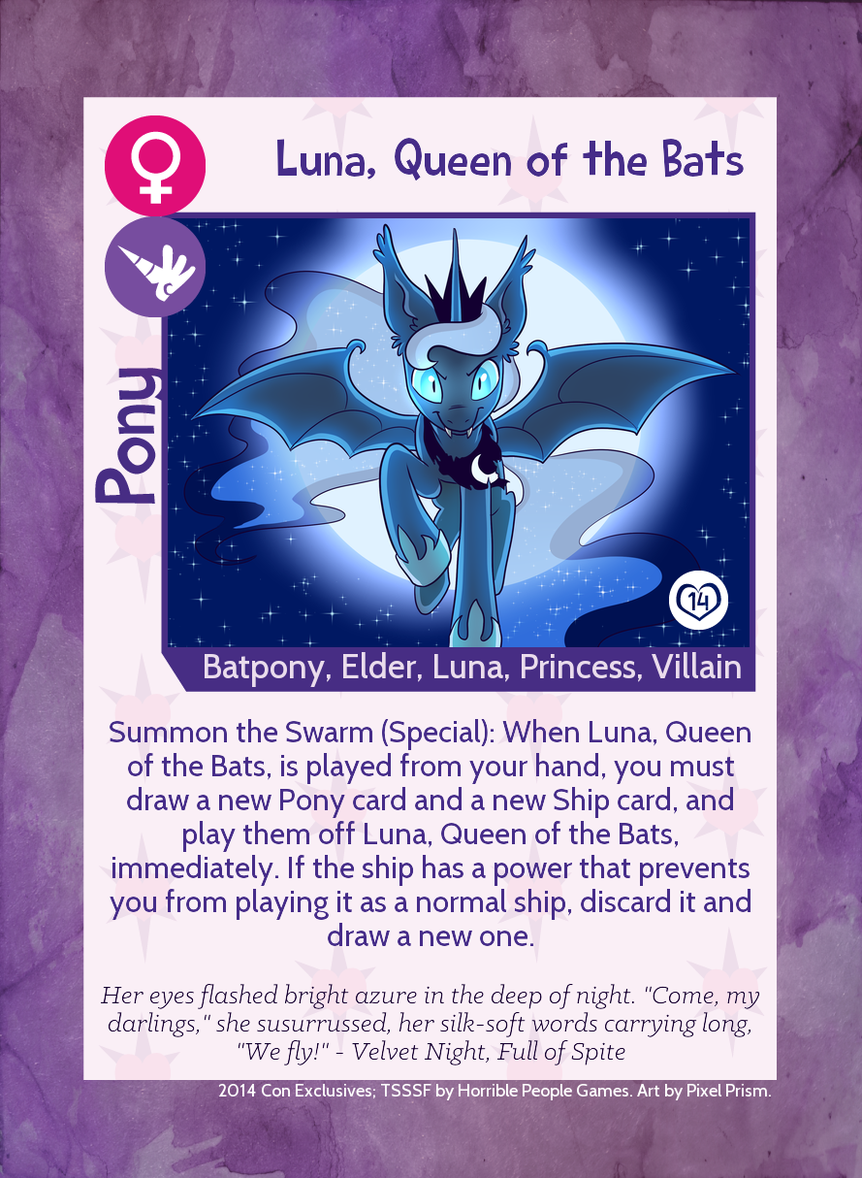 Luna, Queen of the Bats
Pony
14
Batpony, Elder, Luna, Princess, Villain
Summon the Swarm (Special): When Luna, Queen
of the Bats, is played from your hand, you must
draw a new Pony card and a new Ship card, and
play them off Luna, Queen of the Bats,
immediately. If the ship has a power that prevents
you from playing it as a normal ship, discard it and
draw a new one.
Her eyes flashed bright azure in the deep of night. "Come, my
darlings," she susurrussed, her silk-soft words carrying long,
"We fly!" - Velvet Night, Full of Spite
2014 Con Exclusives; TSSSF by Horrible People Games. Art by Pixel Prism.